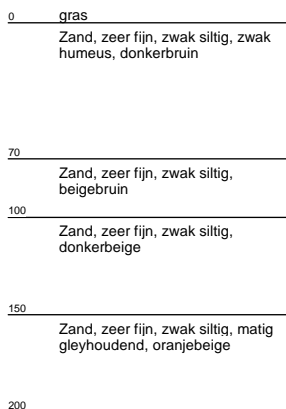 0 gras
Zand, zeer fijn, zwak siltig, zwak
humeus, donkerbruin
70
Zand, zeer fijn, zwak siltig,
beigebruin
100
Zand, zeer fijn, zwak siltig,
donkerbeige
150
Zand, zeer fijn, zwak siltig, matig
gleyhoudend, oranjebeige
200